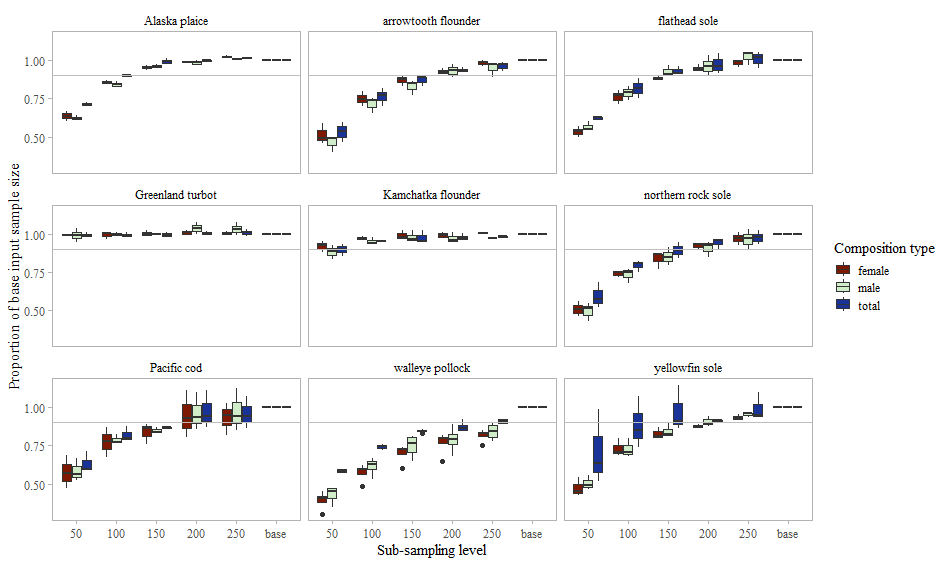 Alaska plaice
arrowtooth flounder
flathead sole
1.00
0.75
0.50
Greenland turbot
Kamchatka flounder
northern rock sole
1.00
0.75
0.50
Pacific cod
walleye pollock
yellowfin sole
1.00
0.75
0.50
50 100 150 200 250 base
50 100 150 200 250 base
50 100 150 200 250 base
Sub-sampling level
Proportion of base input sample size
Composition type
female
male
total